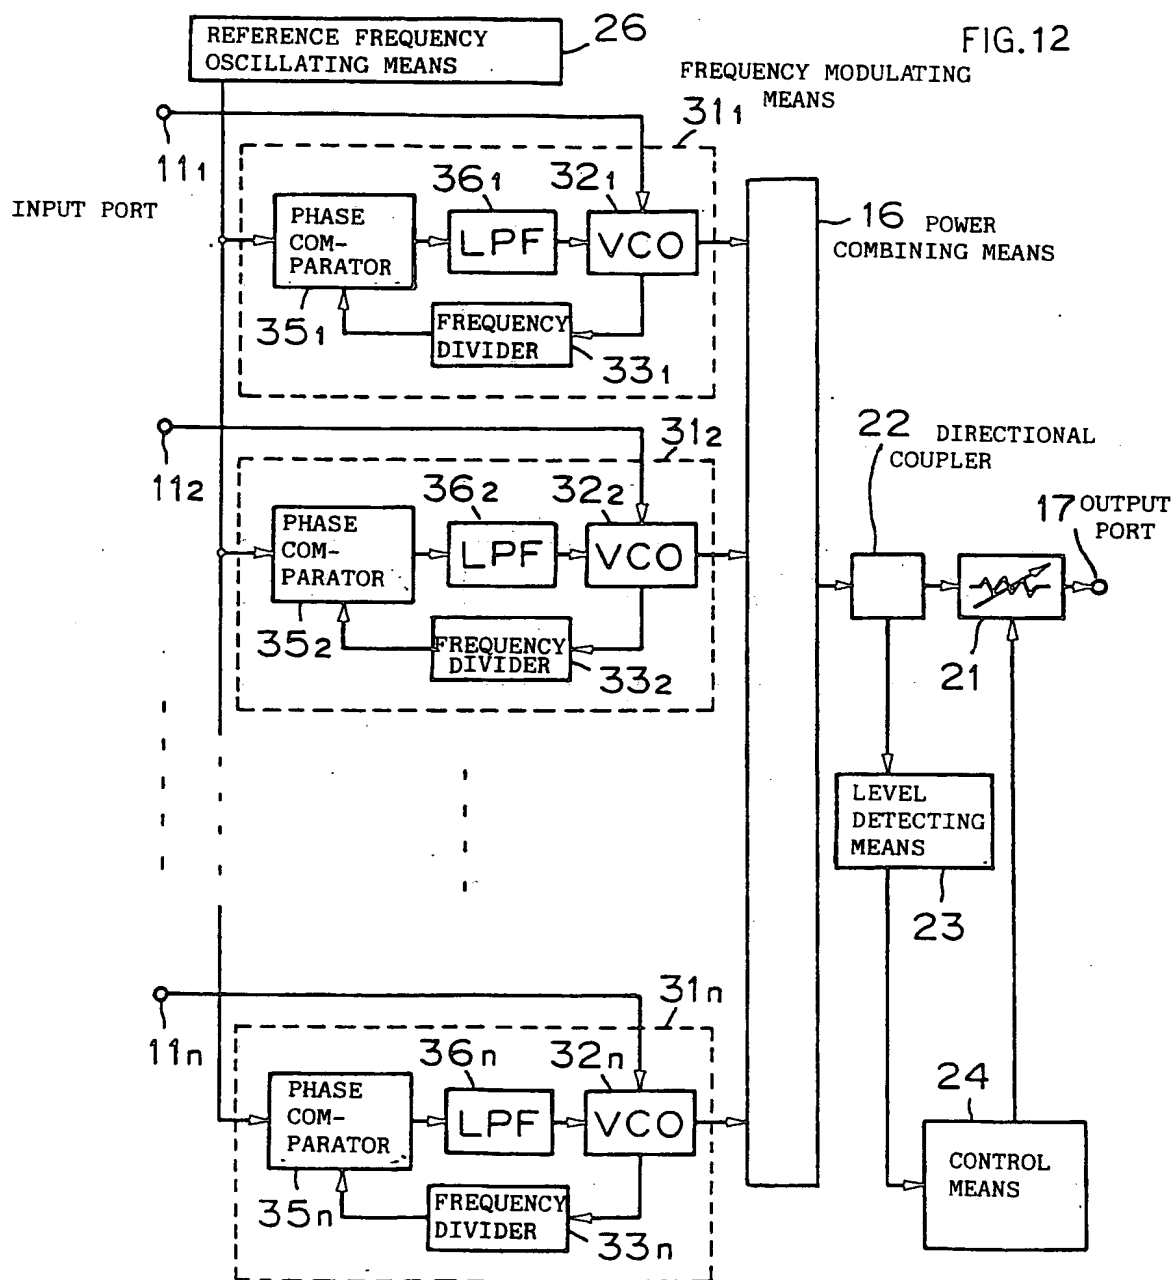 FIG.12
REFERENCE FREQUENCY
OSCILLATING MEANS
26
FREQUENCY MODULATING
MEANS
31₁
11₁
INPUT PORT
PHASE
COM-
PARATOR
35₁
36₁
LPF
32₁
VCO
FREQUENCY
DIVIDER
33₁
16 POWER
COMBINING MEANS
11₂
31₂
PHASE
COM-
PARATOR
35₂
36₂
LPF
32₂
VCO
FREQUENCY
DIVIDER
33₂
22 DIRECTIONAL
COUPLER
17 OUTPUT
PORT
21
LEVEL
DETECTING
MEANS
23
11n
31n
PHASE
COM-
PARATOR
35n
36n
LPF
32n
VCO
FREQUENCY
DIVIDER
33n
24
CONTROL
MEANS